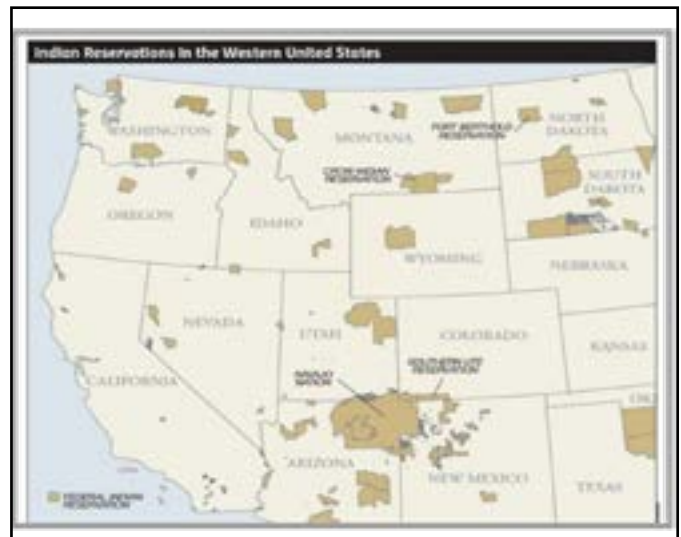 Indian Reservations in the Western United States
WASHINGTON
MONTANA
NORTH
DAKOTA
FORT BERTHOLD
RESERVATION
CROW INDIAN
RESERVATION
SOUTH
DAKOTA
OREGON
IDAHO
WYOMING
NEBRASKA
NEVADA
UTAH
COLORADO
KANSAS
SOUTHERN UTE
RESERVATION
NAVAJO
NATION
CALIFORNIA
OK
ARIZONA
NEW MEXICO
TEXAS
FEDERAL INDIAN
RESERVATION